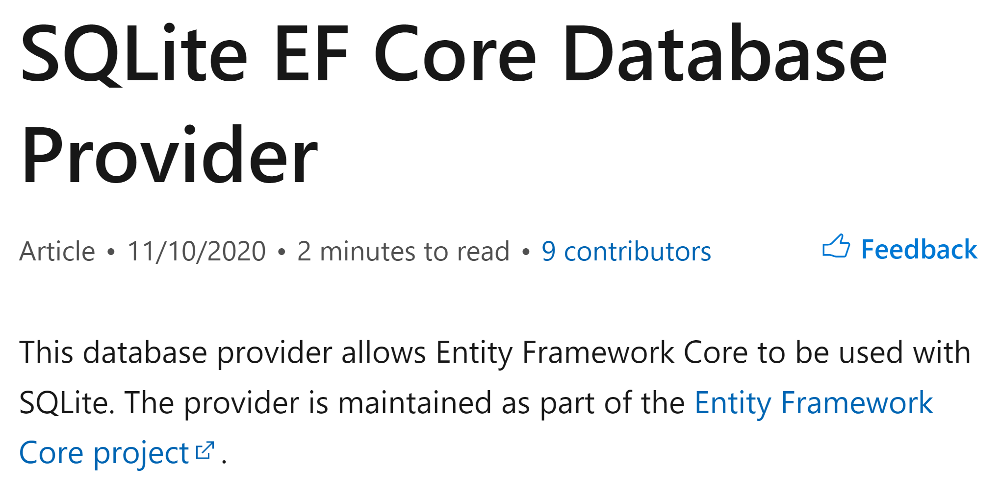 SQLite EF Core Database
Provider
Article • 11/10/2020 • 2 minutes to read • 9 contributors
Feedback
This database provider allows Entity Framework Core to be used with
SQLite. The provider is maintained as part of the Entity Framework
Core project .